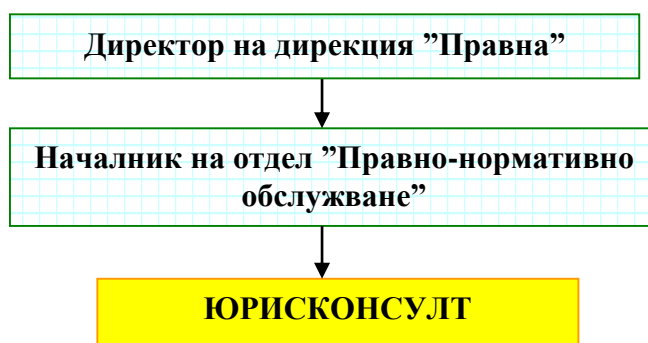 Директор на дирекция ”Правна”
Началник на отдел ”Правно-нормативно
обслужване”
ЮРИСКОНСУЛТ